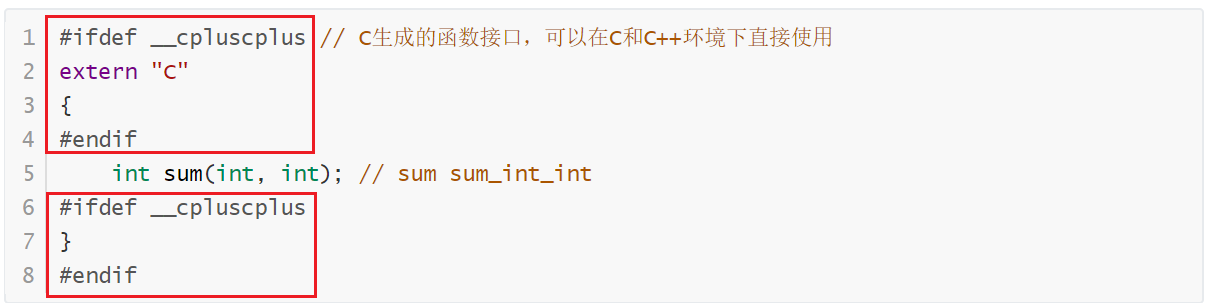 1 #ifdef __cpluscplus // C生成的函数接口，可以在C和C++环境下直接使用
2 extern "C"
3 {
4 #endif
5     int sum(int, int); // sum sum_int_int
6 #ifdef __cpluscplus
7 }
8 #endif